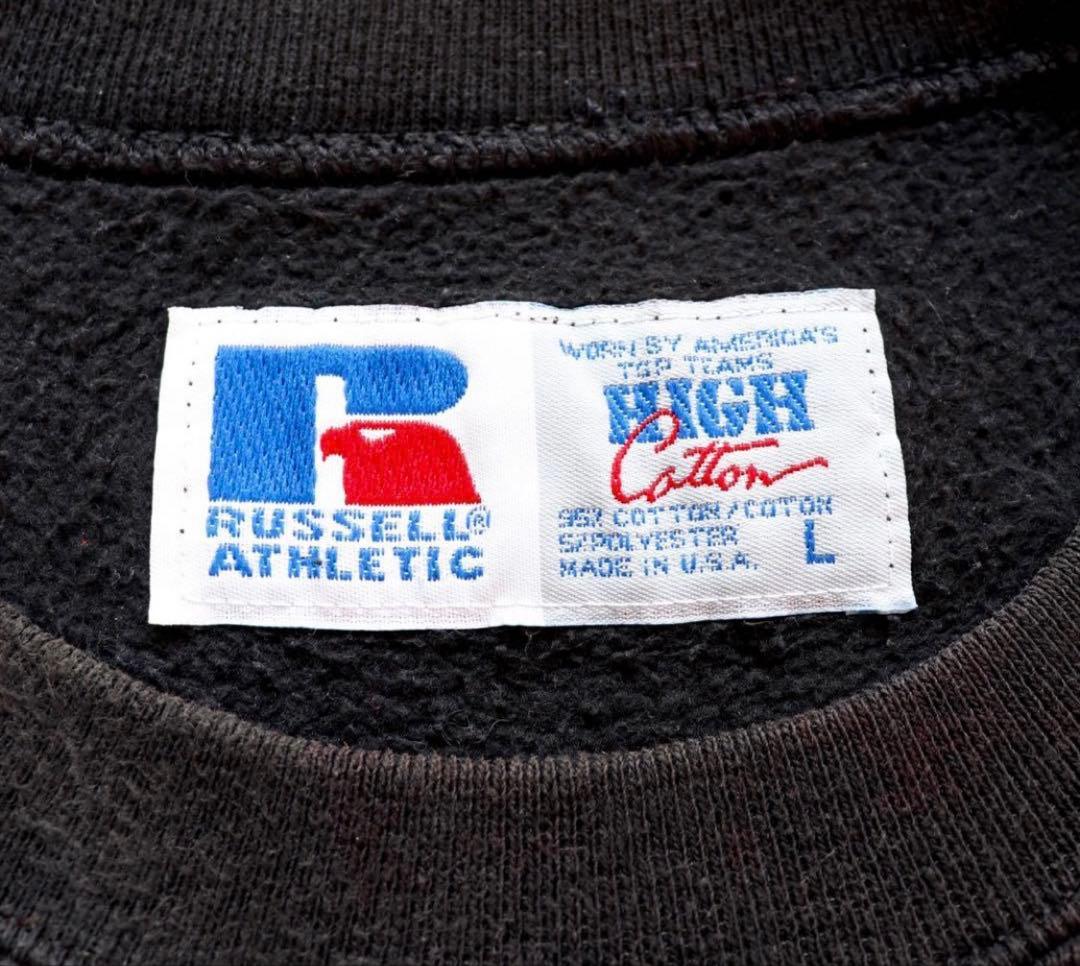 RUSSELL®
ATHLETIC
WORN BY AMERICA'S
TOP TEAMS
HIGH
Cotton
95% COTTON/COTON
5%POLYESTER
MADE IN U.S.A.
L